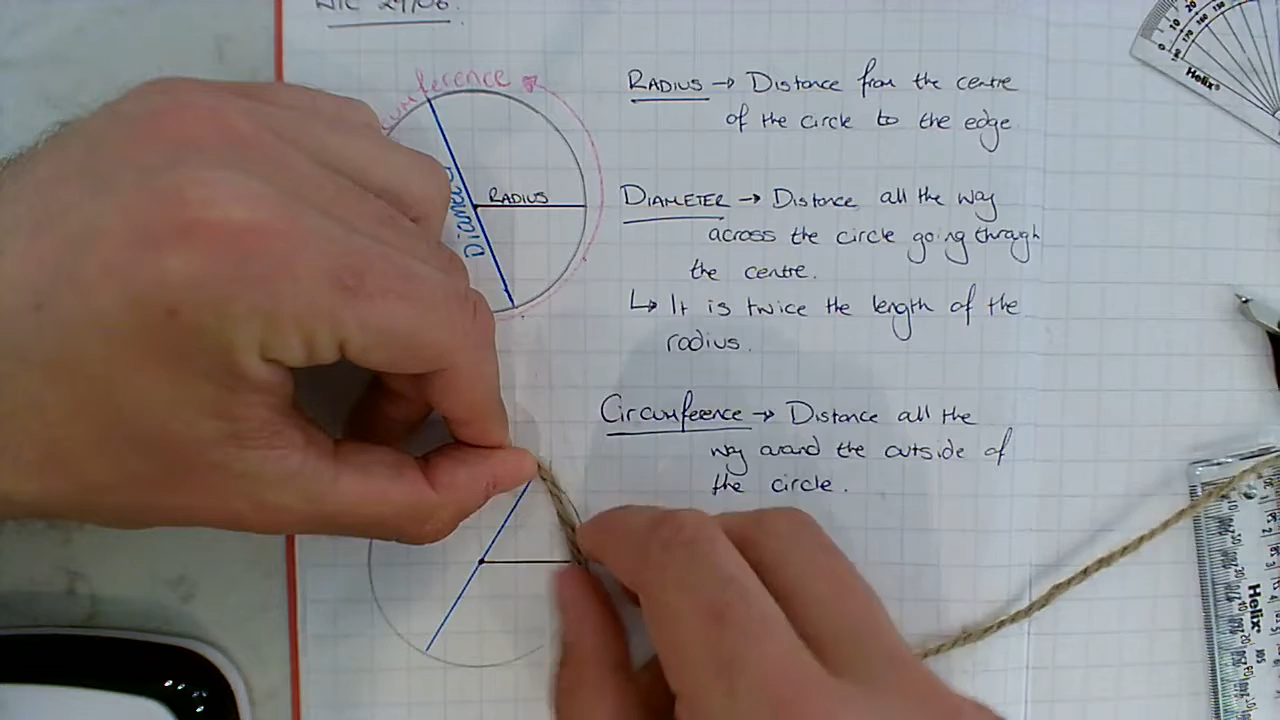 RADIUS → Distance from the centre
of the circle to the edge.
DIAMETER → Distance all the way
across the circle going through
the centre.
↳ It is twice the length of the
radius.
Circumfeence → Distance all the
way around the outside of
the circle.
RADIUS
ference
Helix
Helix